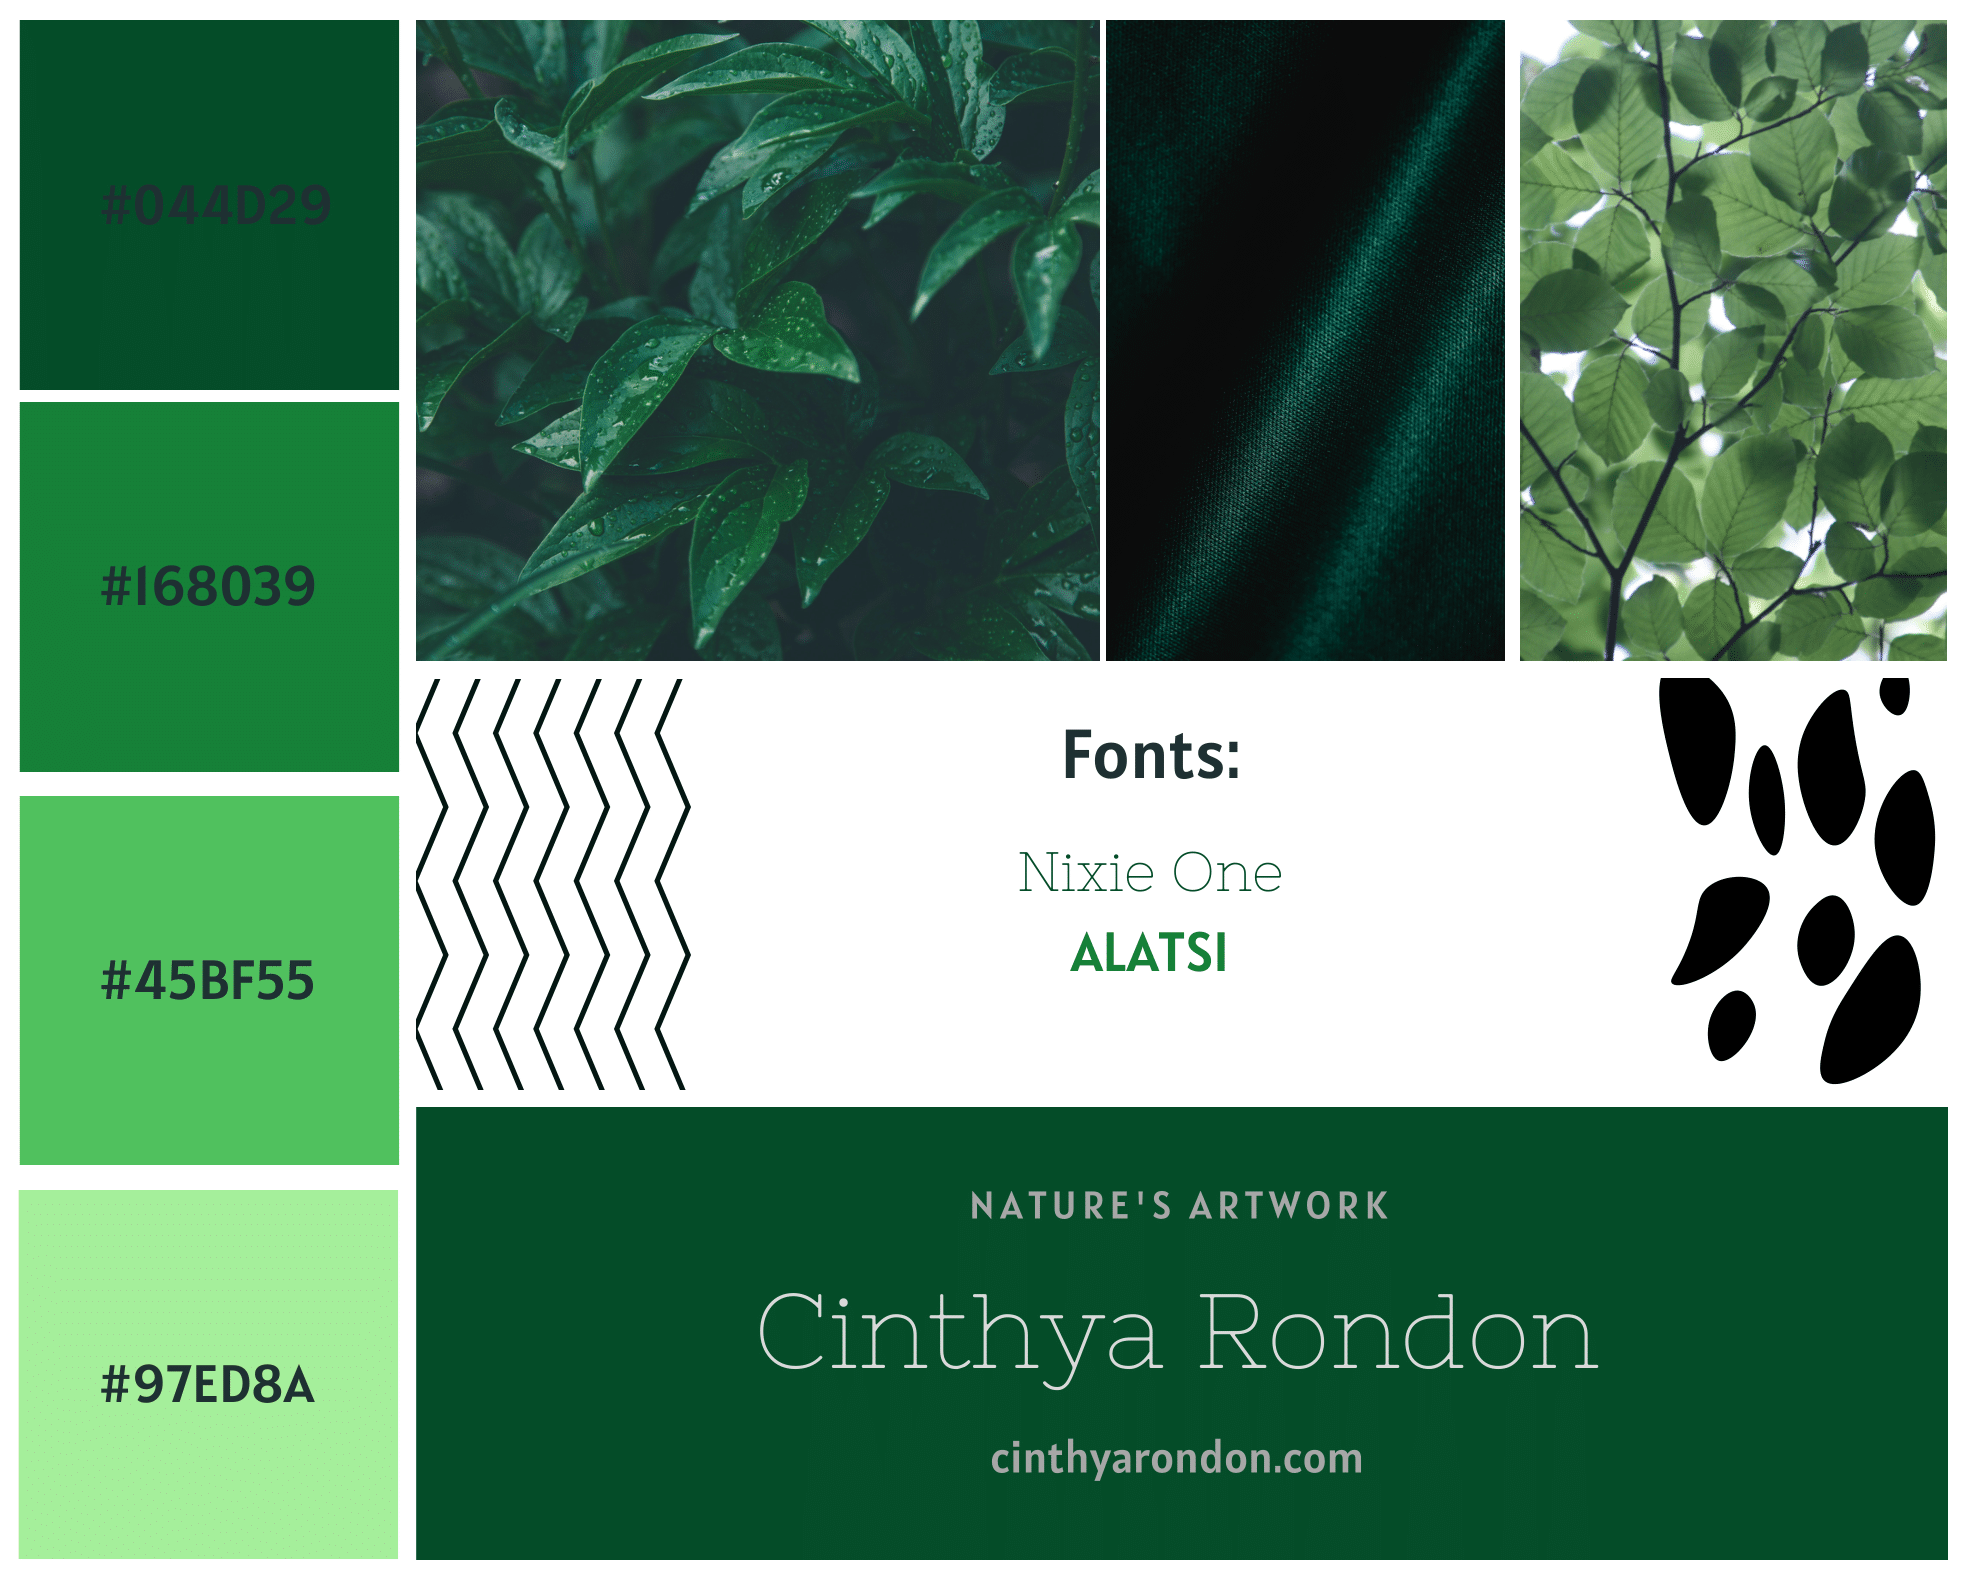 #044D29
#168039
#45BF55
#97ED8A
Fonts:
Nixie One
ALATSI
NATURE'S ARTWORK
Cinthya Rondon
cinthyarondon.com